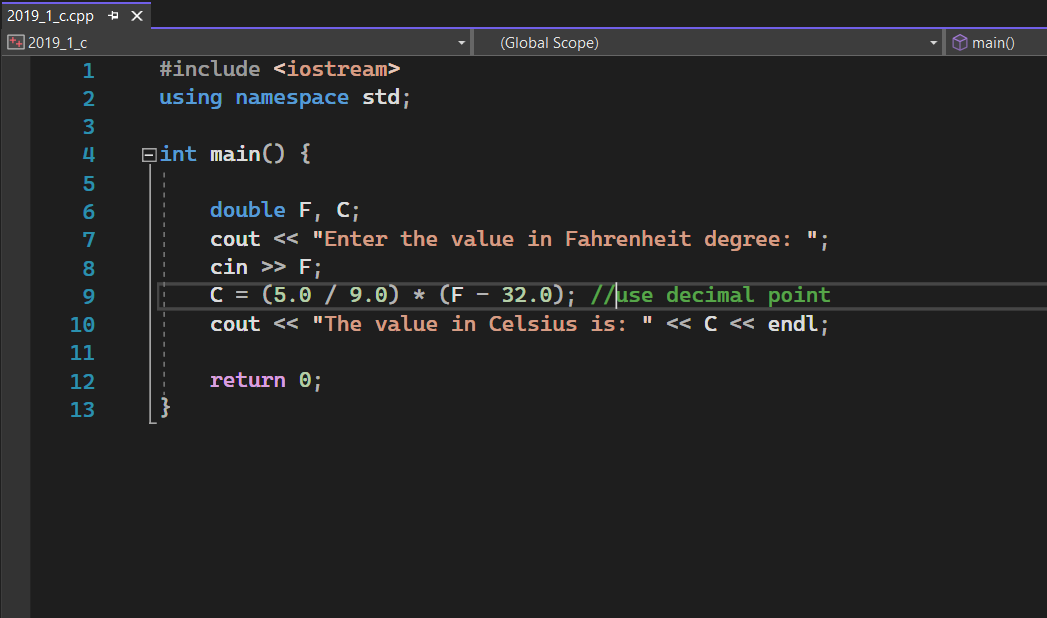 2019_1_c.cpp
2019_1_c (Global Scope) main()
1 #include <iostream>
2 using namespace std;
3
4 int main() {
5
6 double F, C;
7 cout << "Enter the value in Fahrenheit degree: ";
8 cin >> F;
9 C = (5.0 / 9.0) * (F - 32.0); //use decimal point
10 cout << "The value in Celsius is: " << C << endl;
11
12 return 0;
13 }